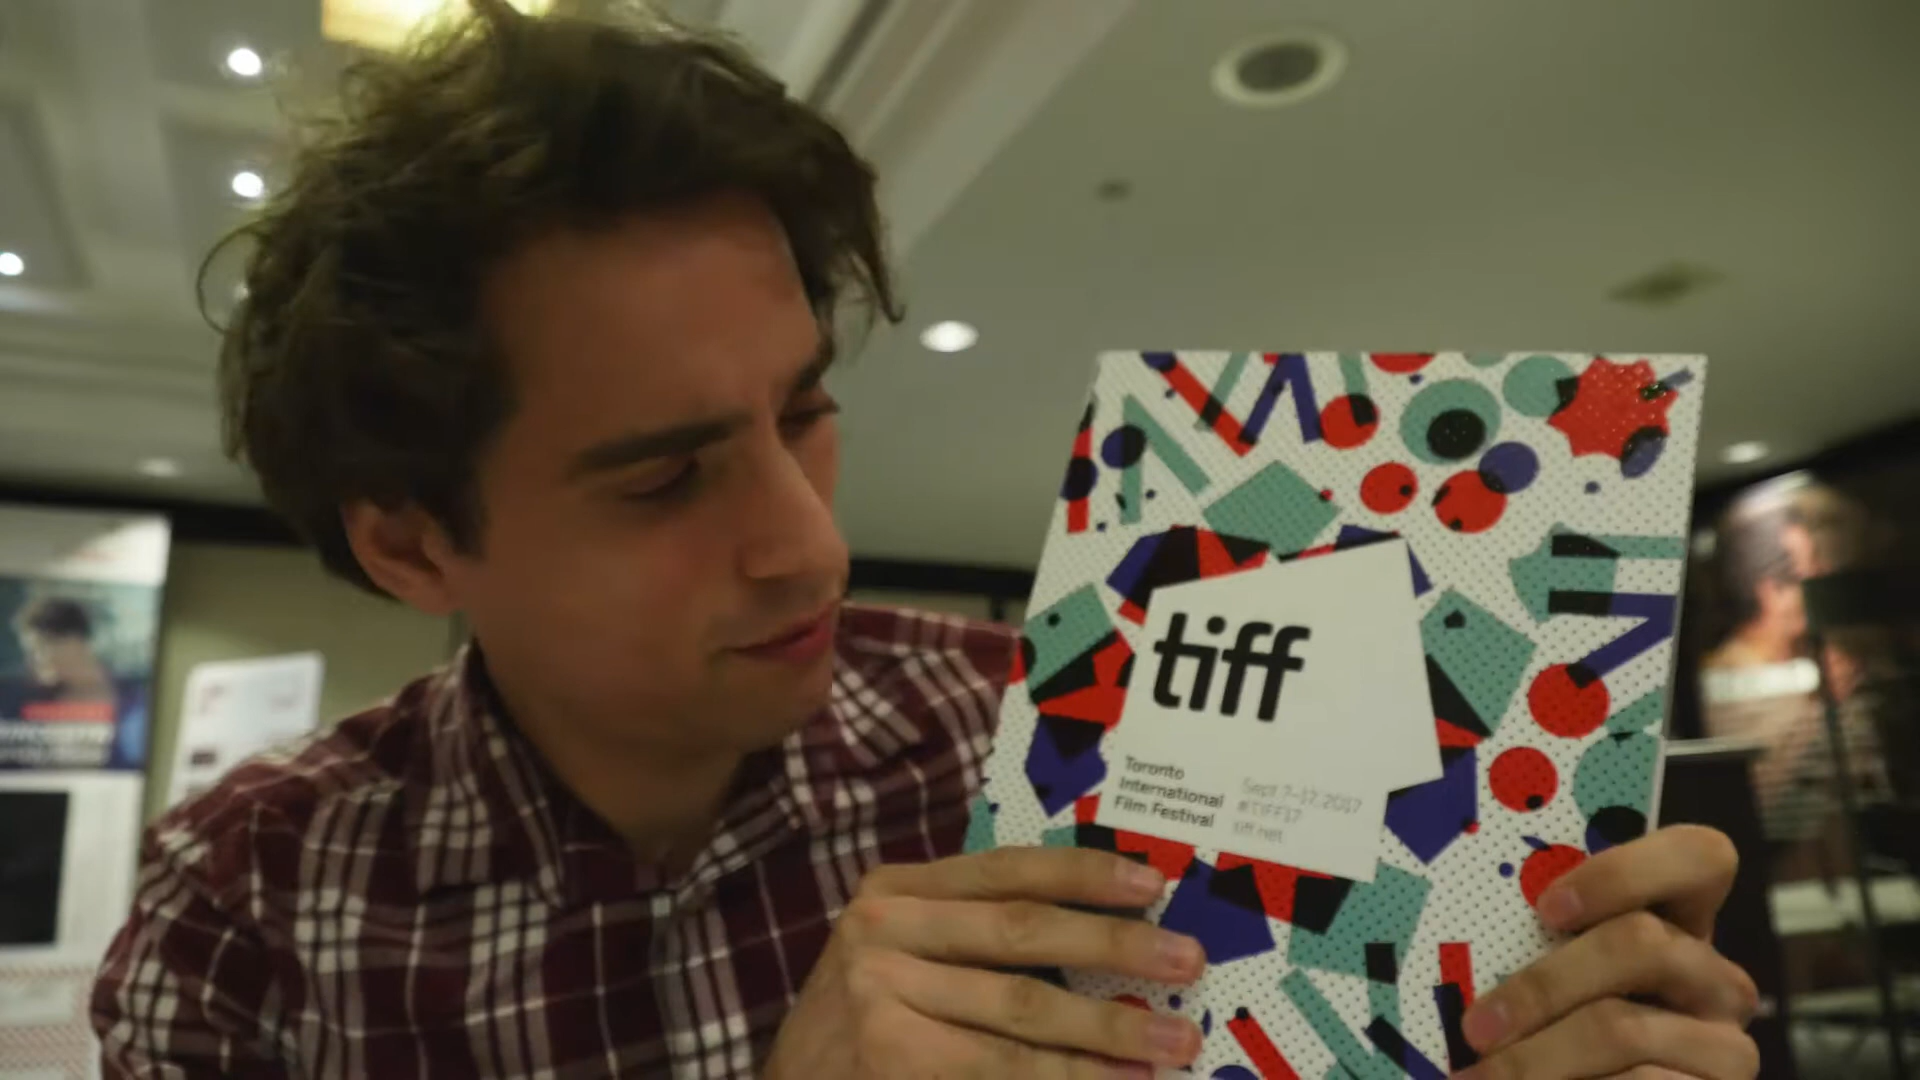 tiff
Toronto
International
Film Festival
Sept 7-17, 2017
#TIFF17
tiff.net